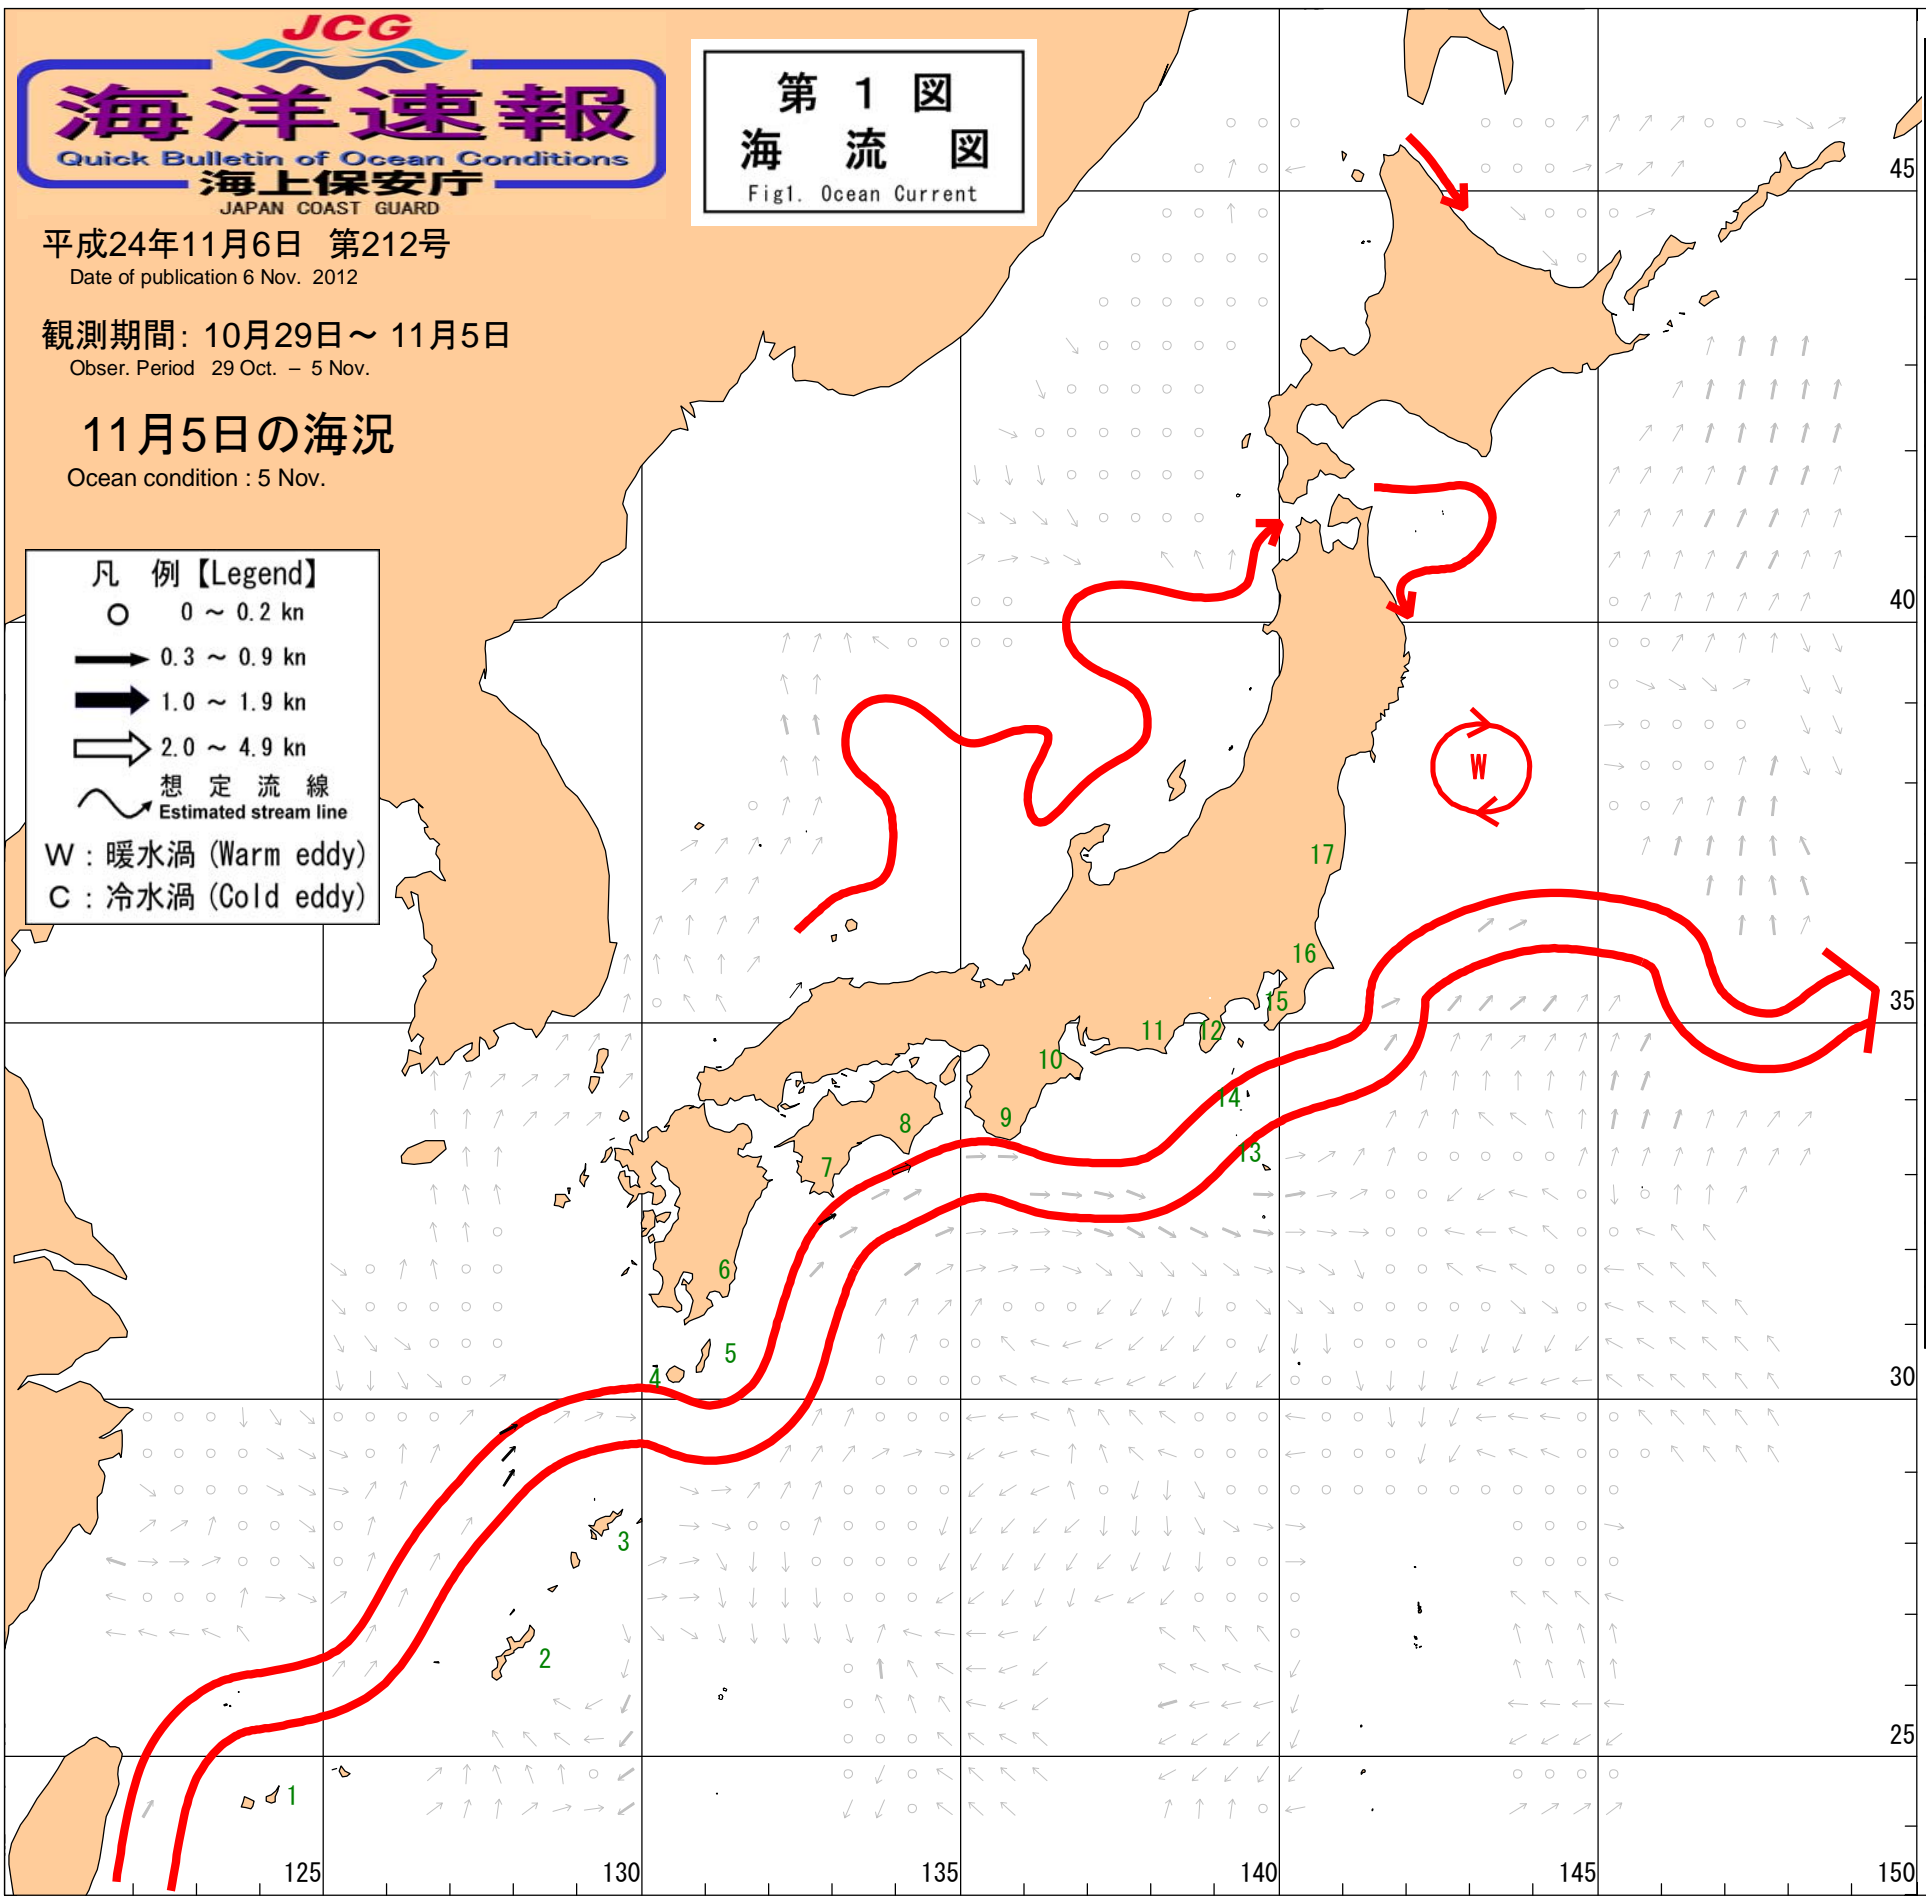 JCG
海洋速報
Quick Bulletin of Ocean Conditions
海上保安庁
JAPAN COAST GUARD
第 1 図
海 流 図
Fig1. Ocean Current
平成24年11月6日 第212号
Date of publication 6 Nov. 2012
観測期間: 10月29日～ 11月5日
Obser. Period 29 Oct. – 5 Nov.
11月5日の海況
Ocean condition : 5 Nov.
凡 例【Legend】
0 ～ 0.2 kn
0.3 ～ 0.9 kn
1.0 ～ 1.9 kn
2.0 ～ 4.9 kn
想 定 流 線
Estimated stream line
W : 暖水渦 (Warm eddy)
C : 冷水渦 (Cold eddy)
45
40
W
17
16
35
15
12
11
10
14
9
8
13
7
6
5
4
30
3
2
25
1
125
130
135
140
145
150